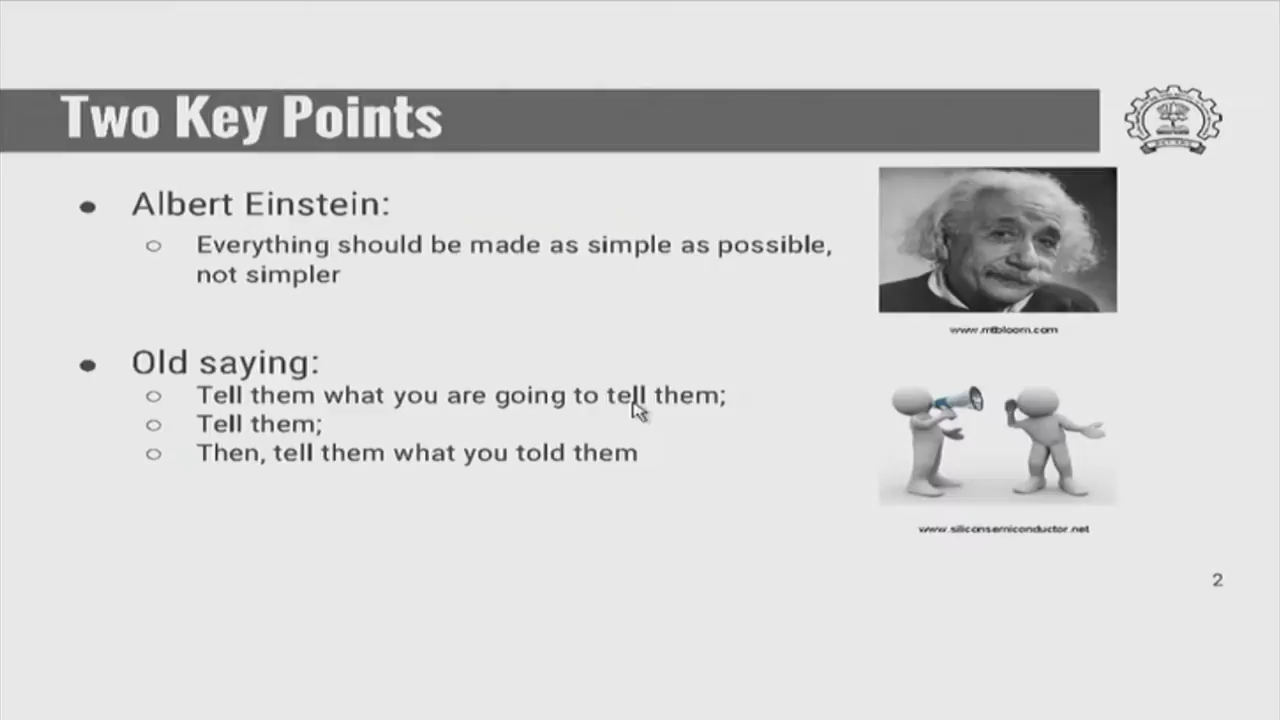 Two Key Points
Albert Einstein:
Everything should be made as simple as possible,
not simpler
www.mtbloom.com
Old saying:
Tell them what you are going to tell them;
Tell them;
Then, tell them what you told them
www.siliconsemiconductor.net
2